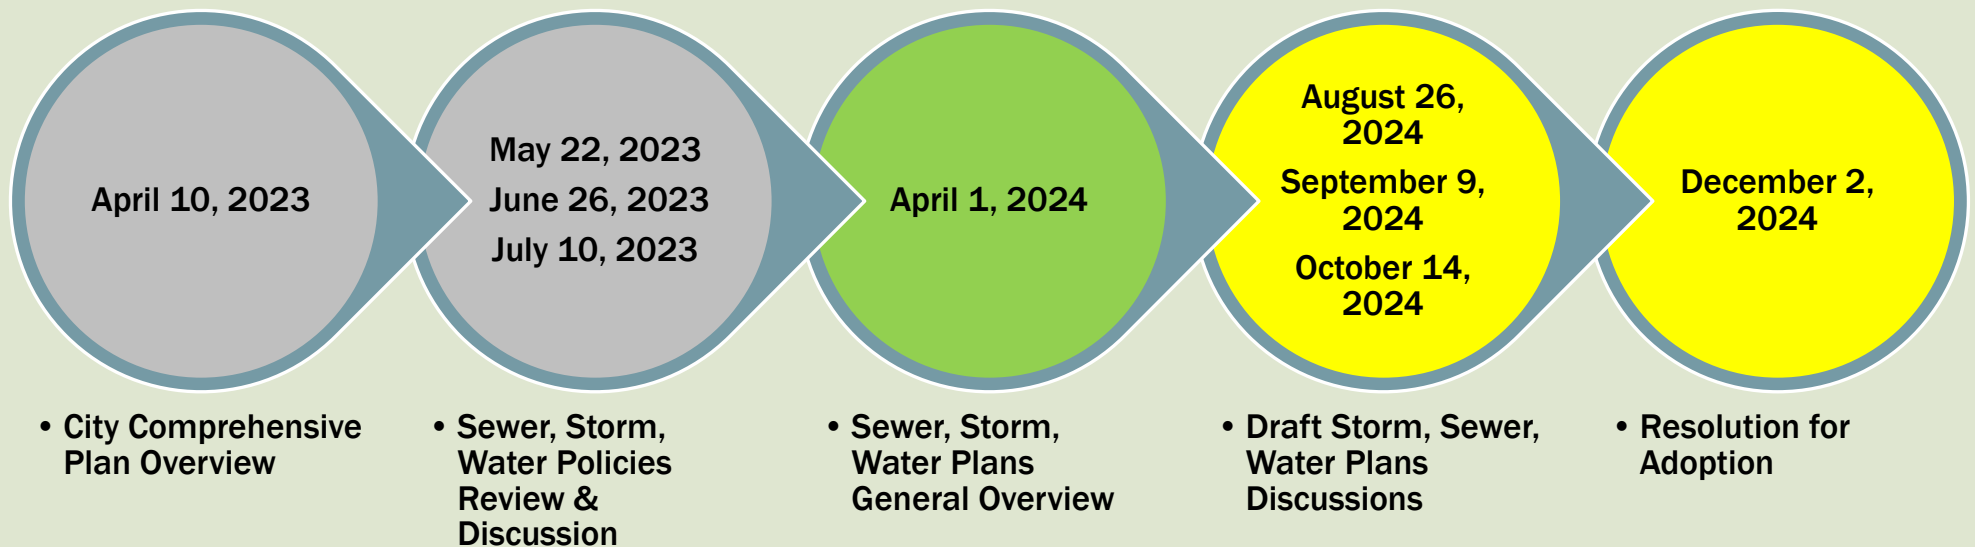 April 10, 2023
• City Comprehensive
Plan Overview
May 22, 2023
June 26, 2023
July 10, 2023
• Sewer, Storm,
Water Policies
Review &
Discussion
April 1, 2024
• Sewer, Storm,
Water Plans
General Overview
August 26,
2024
September 9,
2024
October 14,
2024
• Draft Storm, Sewer,
Water Plans
Discussions
December 2,
2024
• Resolution for
Adoption